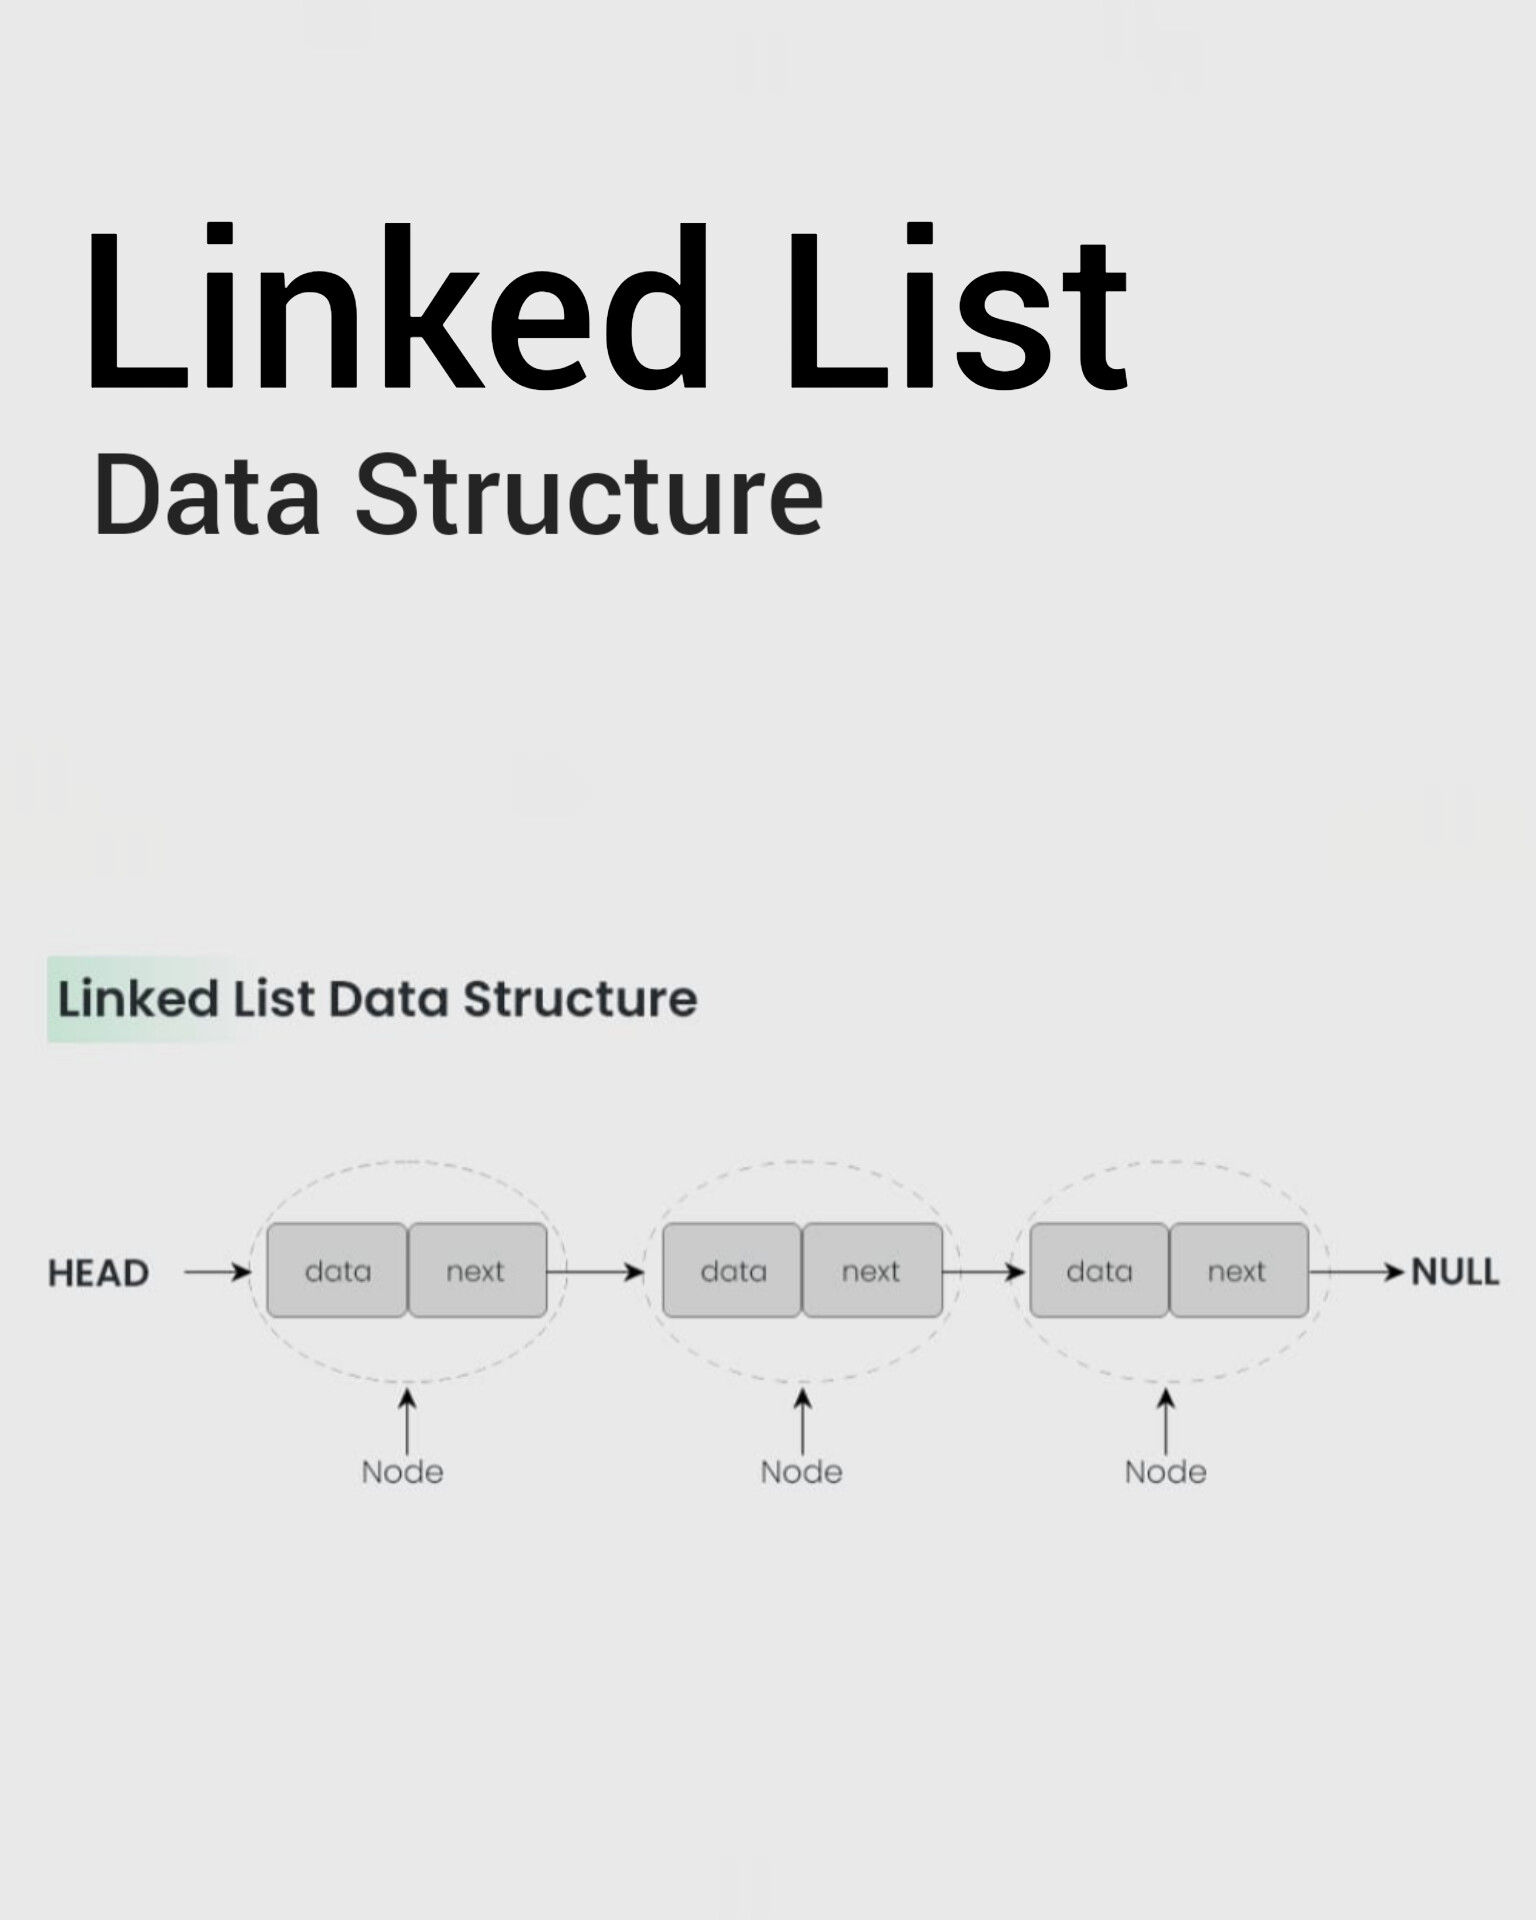 Linked List
Data Structure
Linked List Data Structure
HEAD data next data next data next NULL
Node Node Node